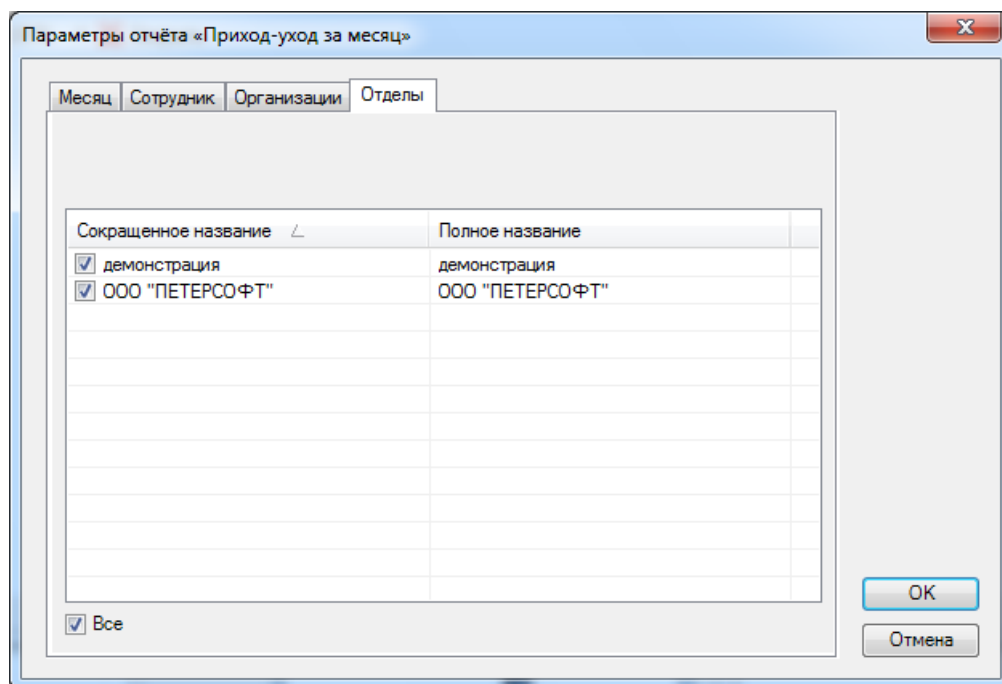 Параметры отчёта «Приход-уход за месяц»
Месяц Сотрудник Организации Отделы
Сокращенное название Полное название
демонстрация демонстрация
ООО "ПЕТЕРСОФТ" ООО "ПЕТЕРСОФТ"
Все
OK
Отмена